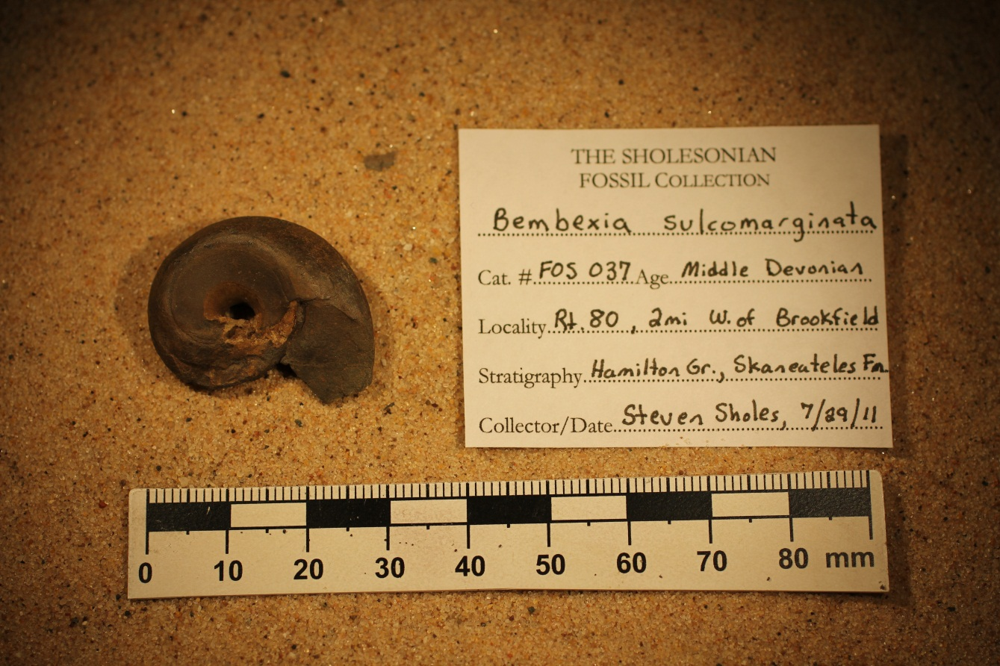 THE SHOLESONIAN
FOSSIL COLLECTION
Bembexia sulcomarginata
Cat. # FOS 037 Age Middle Devonian
Locality Rt. 80, 2mi W. of Brookfield
Stratigraphy Hamilton Gr., Skaneateles Fm.
Collector/Date Steven Sholes, 7/29/11
0 10 20 30 40 50 60 70 80 mm